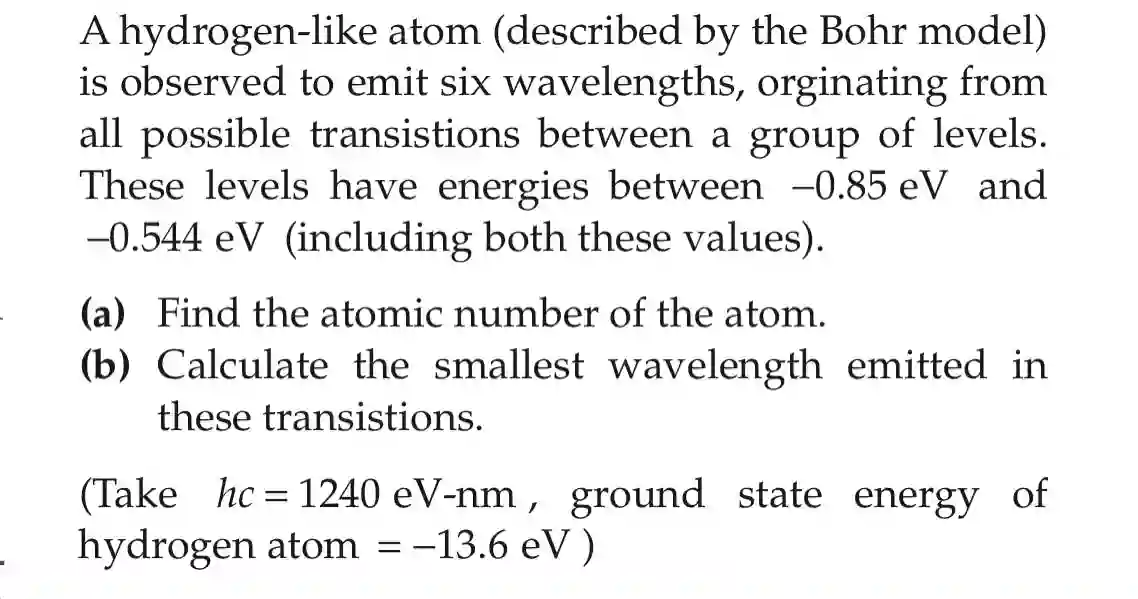 A hydrogen-like atom (described by the Bohr model)
is observed to emit six wavelengths, orginating from
all possible transistions between a group of levels.
These levels have energies between –0.85 eV and
–0.544 eV (including both these values).
(a) Find the atomic number of the atom.
(b) Calculate the smallest wavelength emitted in
these transistions.
(Take hc = 1240 eV-nm , ground state energy of
hydrogen atom = –13.6 eV )